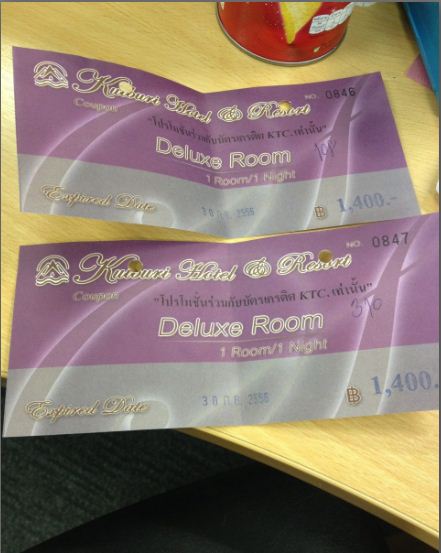 Kuiburi Hotel & Resort
NO. 0846
Coupon
"โปรโมชั่นร่วมกับบัตรเครดิต KTC. เท่านั้น"
Deluxe Room
1 Room/1 Night
Expired Date
30 ก.ย. 2556
฿ 1,400.-
Kuiburi Hotel & Resort
NO. 0847
Coupon
"โปรโมชั่นร่วมกับบัตรเครดิต KTC. เท่านั้น"
Deluxe Room
1 Room/1 Night
Expired Date
30 ก.ย. 2556
฿ 1,400.